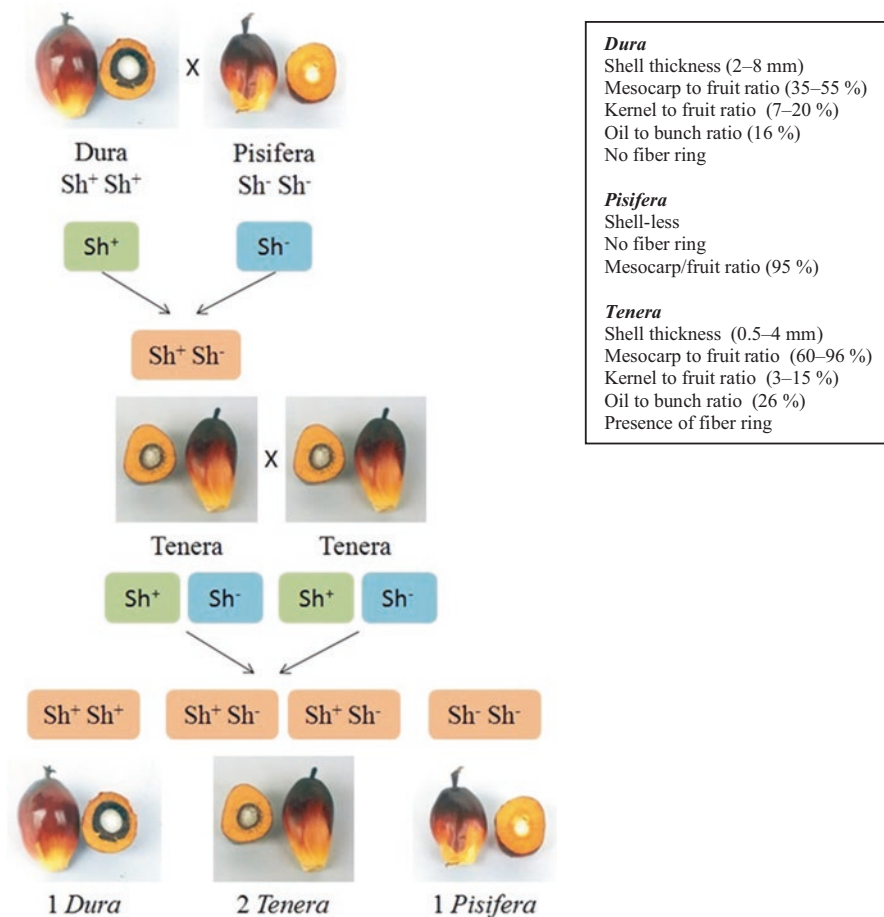 X
Dura Pisifera
Sh⁺ Sh⁺ Sh⁻ Sh⁻
Sh⁺ Sh⁻
Sh⁺ Sh⁻
X
Tenera Tenera
Sh⁺ Sh⁻ Sh⁺ Sh⁻
Sh⁺ Sh⁺ Sh⁺ Sh⁻ Sh⁺ Sh⁻ Sh⁻ Sh⁻
1 Dura 2 Tenera 1 Pisifera
Dura
Shell thickness (2–8 mm)
Mesocarp to fruit ratio (35–55 %)
Kernel to fruit ratio (7–20 %)
Oil to bunch ratio (16 %)
No fiber ring
Pisifera
Shell-less
No fiber ring
Mesocarp/fruit ratio (95 %)
Tenera
Shell thickness (0.5–4 mm)
Mesocarp to fruit ratio (60–96 %)
Kernel to fruit ratio (3–15 %)
Oil to bunch ratio (26 %)
Presence of fiber ring